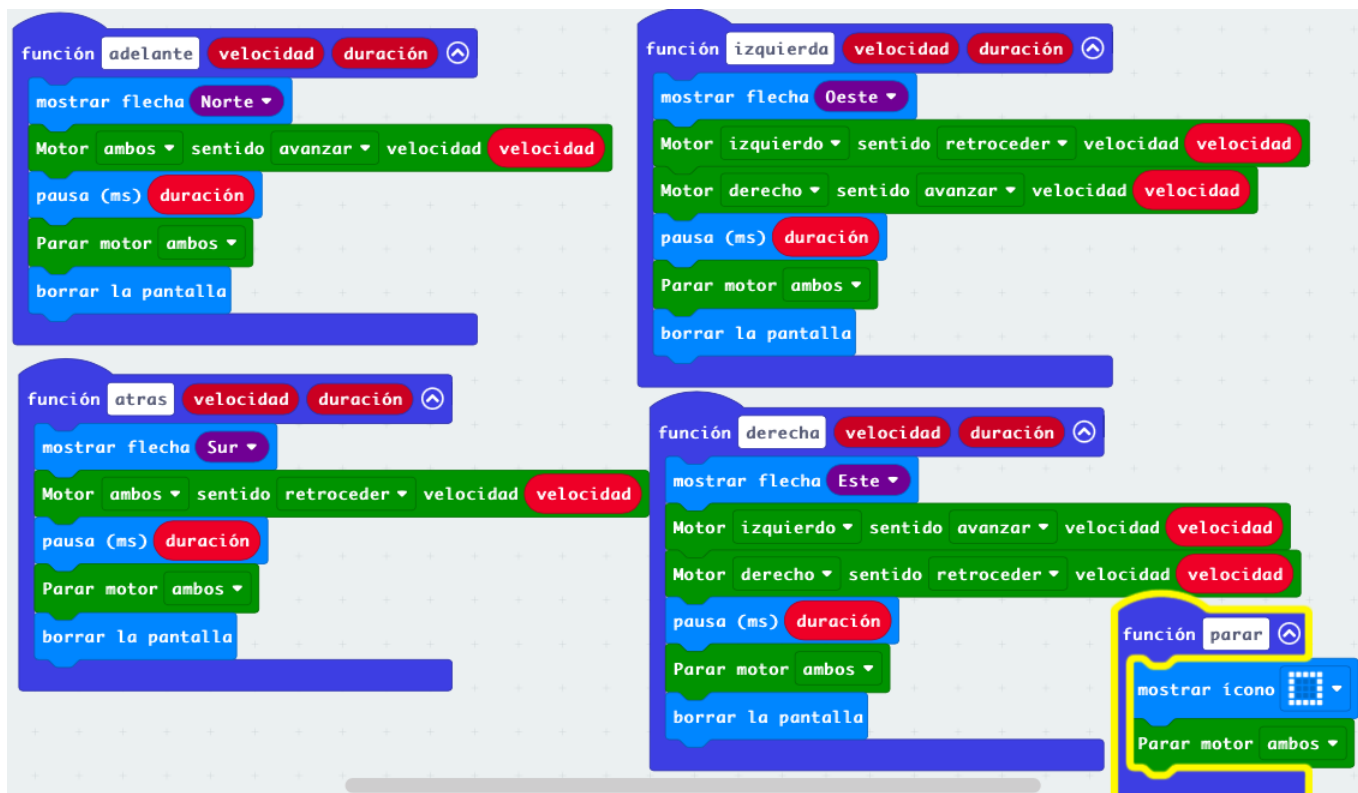 función adelante velocidad duración
mostrar flecha Norte
Motor ambos sentido avanzar velocidad velocidad
pausa (ms) duración
Parar motor ambos
borrar la pantalla
función atras velocidad duración
mostrar flecha Sur
Motor ambos sentido retroceder velocidad velocidad
pausa (ms) duración
Parar motor ambos
borrar la pantalla
función izquierda velocidad duración
mostrar flecha Oeste
Motor izquierdo sentido retroceder velocidad velocidad
Motor derecho sentido avanzar velocidad velocidad
pausa (ms) duración
Parar motor ambos
borrar la pantalla
función derecha velocidad duración
mostrar flecha Este
Motor izquierdo sentido avanzar velocidad velocidad
Motor derecho sentido retroceder velocidad velocidad
pausa (ms) duración
Parar motor ambos
borrar la pantalla
función parar
mostrar ícono
Parar motor ambos